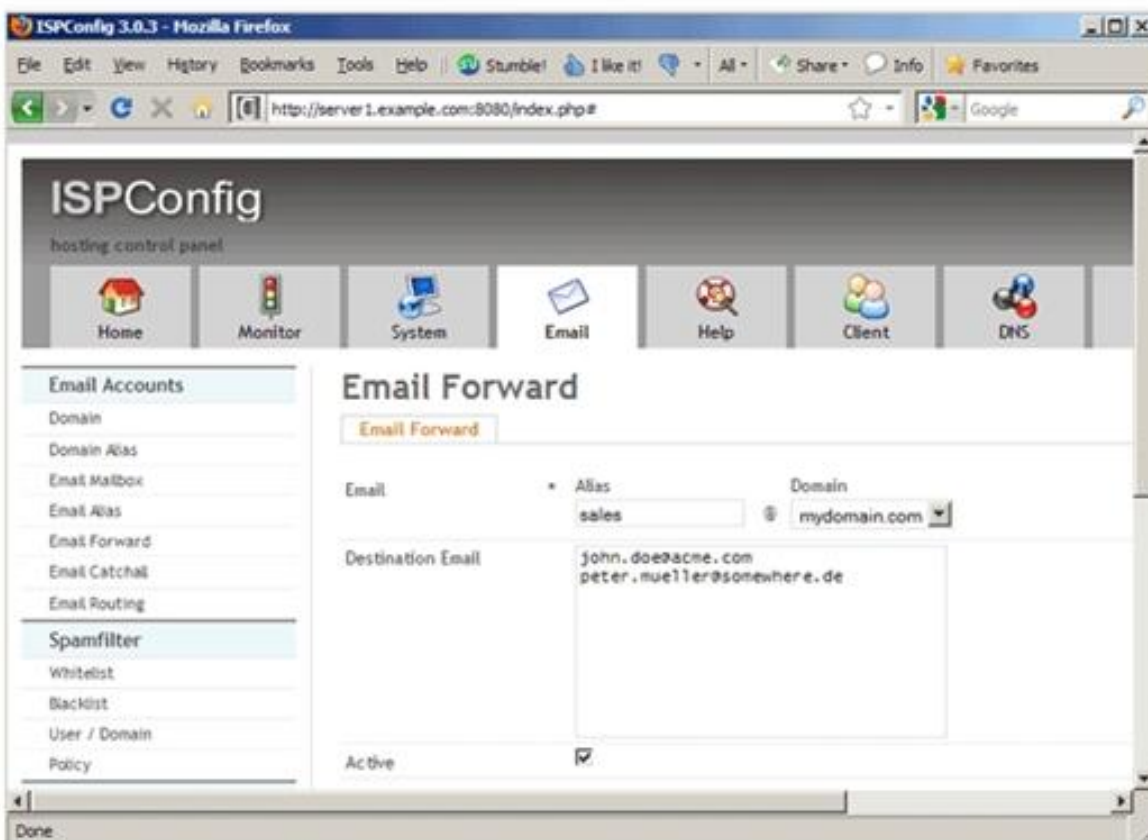 ISPConfig 3.0.3 - Mozilla Firefox
File Edit View History Bookmarks Tools Help Stumble! I like it! All Share Info Favorites
http://server1.example.com:8080/index.php# Google
ISPConfig
hosting control panel
Home Monitor System Email Help Client DNS
Email Accounts
Domain
Domain Alias
Email Mailbox
Email Alias
Email Forward
Email Catchall
Email Routing
Spamfilter
Whitelist
Blacklist
User / Domain
Policy
Email Forward
Email Forward
Email * Alias Domain
sales @ mydomain.com
Destination Email
john.doe@acme.com
peter.mueller@somewhere.de
Active
Done